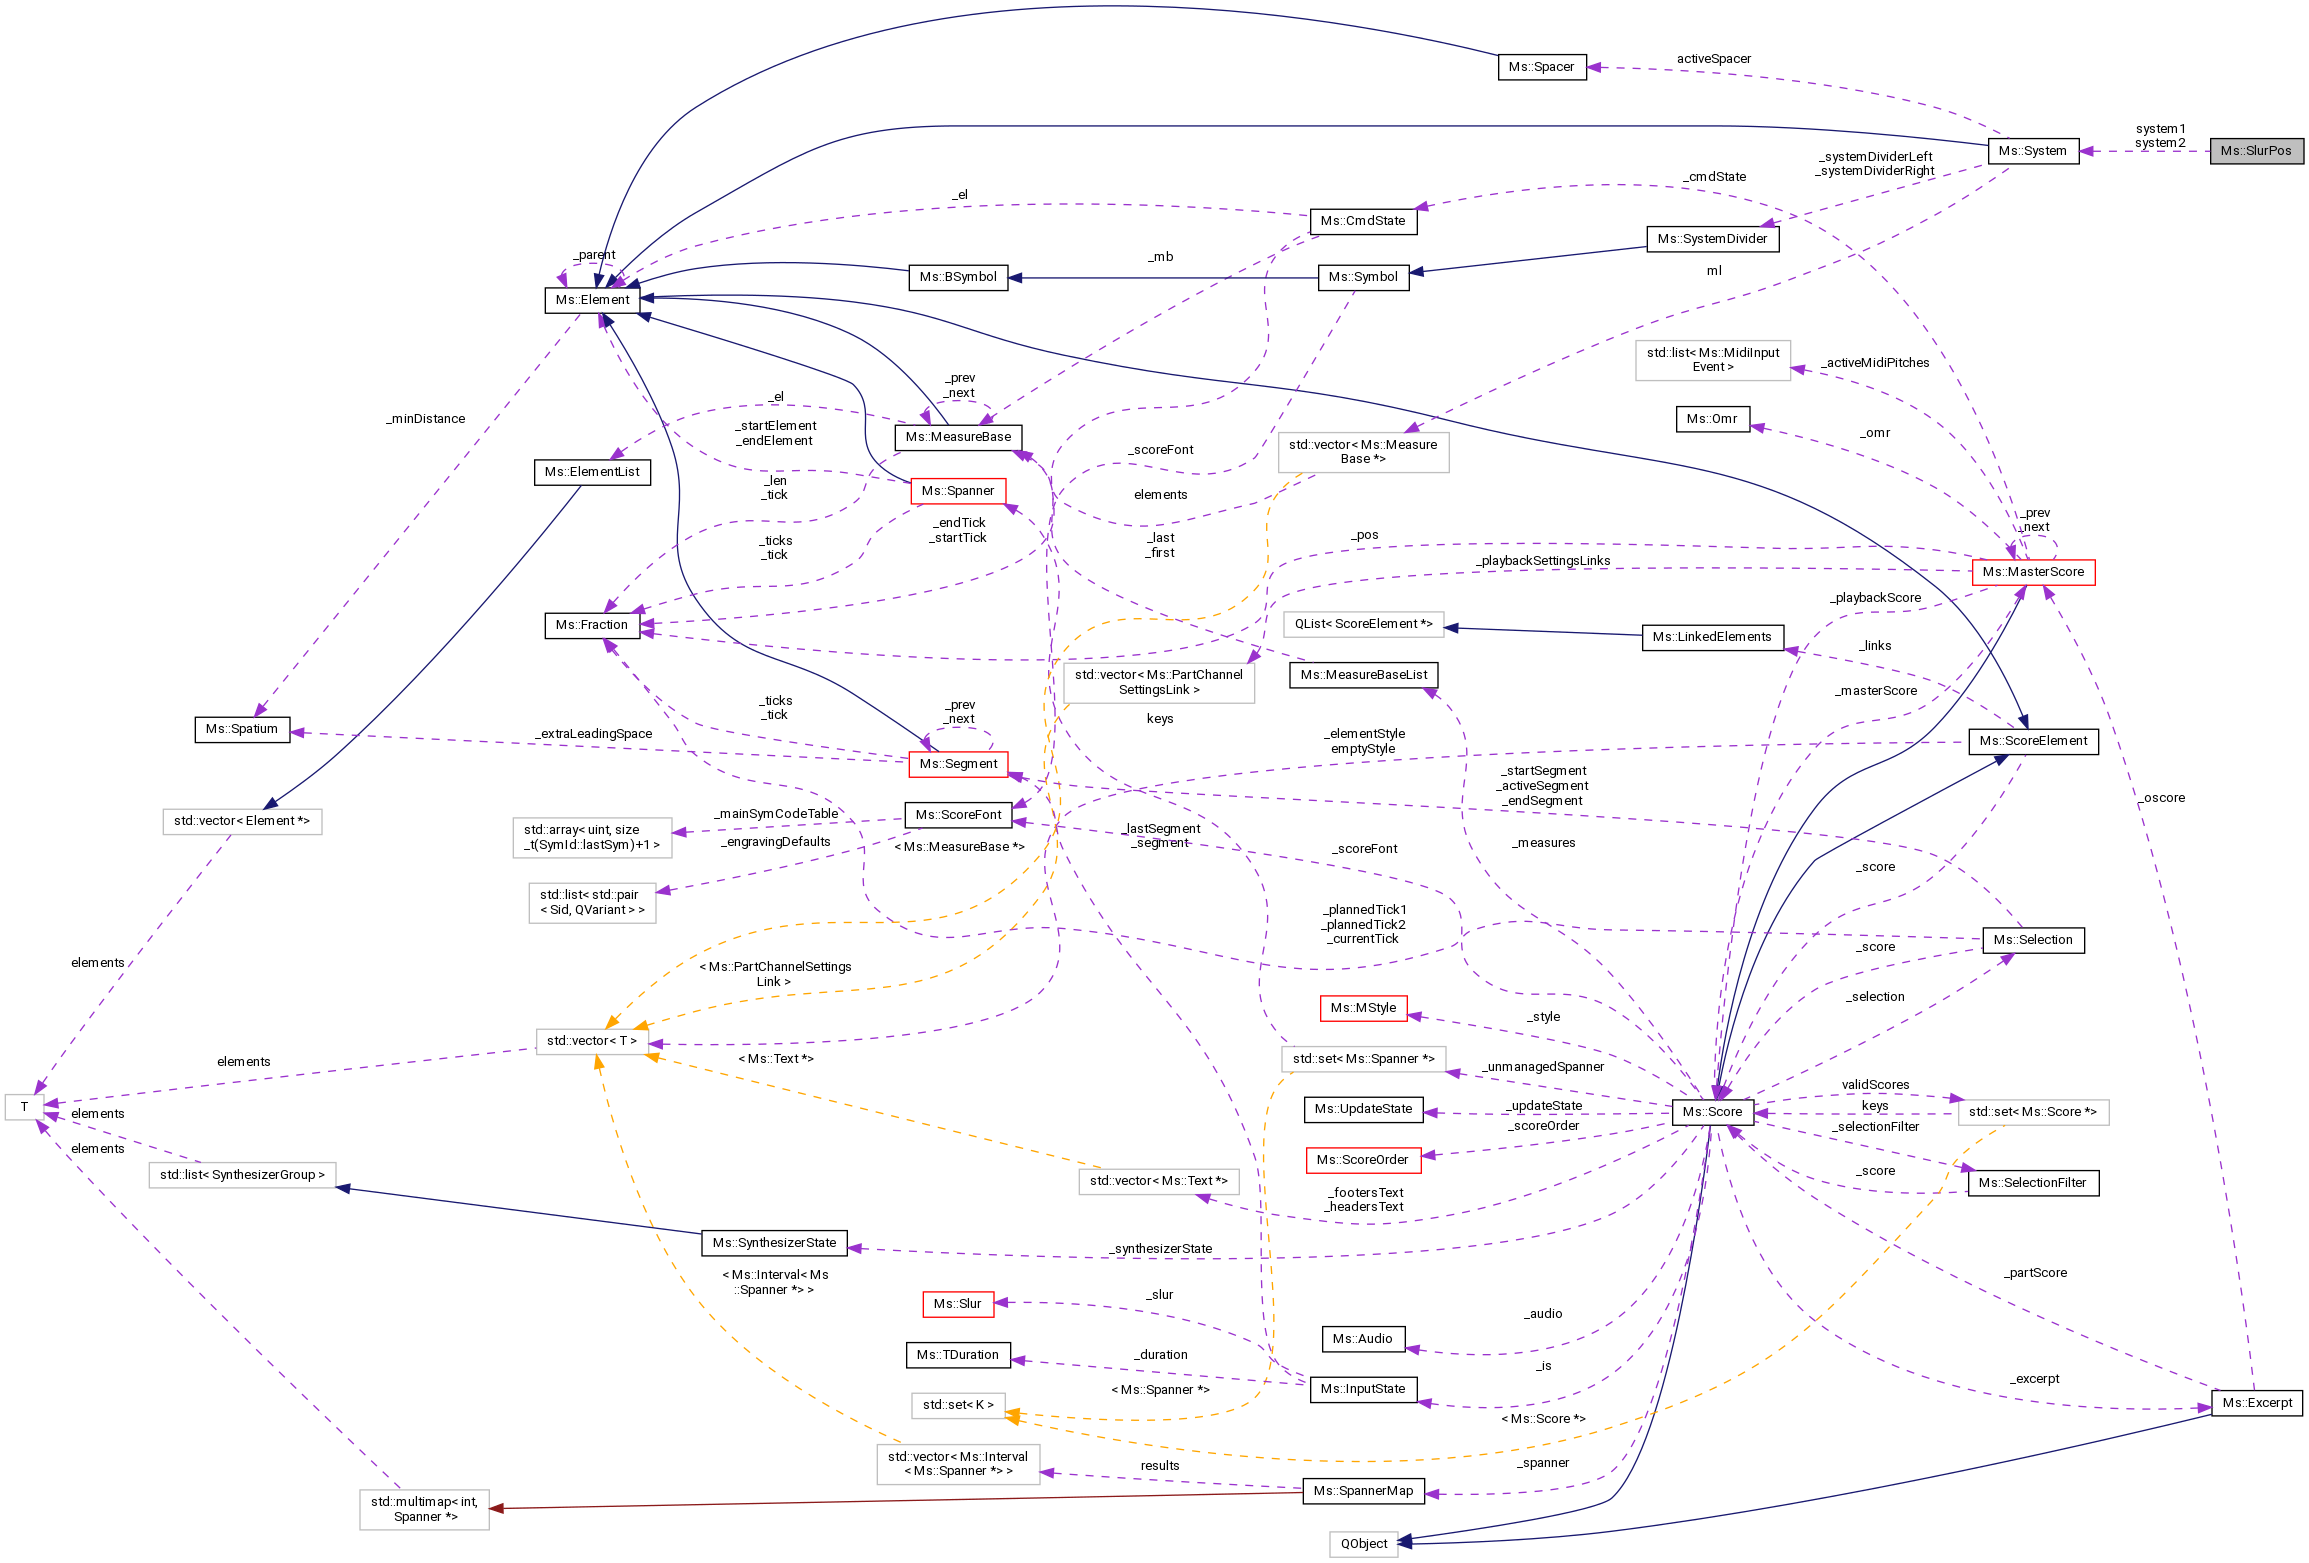 Ms::Spacer
activeSpacer
system1
system2
Ms::System
Ms::SlurPos
_systemDividerLeft
_systemDividerRight
_cmdState
_el
Ms::CmdState
Ms::SystemDivider
_parent
_mb
ml
Ms::BSymbol
Ms::Symbol
Ms::Element
std::list< Ms::MidiInput
Event >
_activeMidiPitches
_prev
_next
_el
_minDistance
_startElement
_endElement
Ms::MeasureBase
Ms::Omr
_omr
std::vector< Ms::Measure
Base *>
_scoreFont
Ms::ElementList
_len
_tick
Ms::Spanner
elements
_endTick
_startTick
_prev
_next
_last
_first
_pos
_ticks
_tick
_playbackSettingsLinks
Ms::MasterScore
_playbackScore
Ms::Fraction
QList< ScoreElement *>
Ms::LinkedElements
_links
std::vector< Ms::PartChannel
SettingsLink >
Ms::MeasureBaseList
_masterScore
_ticks
_tick
_prev
_next
keys
Ms::Spatium
_extraLeadingSpace
_elementStyle
emptyStyle
Ms::ScoreElement
Ms::Segment
_startSegment
_activeSegment
_endSegment
_oscore
std::vector< Element *>
std::array< uint, size
_t(SymId::lastSym)+1 >
_mainSymCodeTable
Ms::ScoreFont
_engravingDefaults
< Ms::MeasureBase *>
_lastSegment
_segment
_scoreFont
_measures
_score
std::list< std::pair
< Sid, QVariant > >
_plannedTick1
_plannedTick2
_currentTick
Ms::Selection
_score
elements
< Ms::PartChannelSettings
Link >
_selection
Ms::MStyle
_style
std::vector< T >
elements
< Ms::Text *>
std::set< Ms::Spanner *>
_unmanagedSpanner
validScores
T
elements
Ms::UpdateState
_updateState
Ms::Score
keys
std::set< Ms::Score *>
_scoreOrder
_selectionFilter
elements
Ms::ScoreOrder
std::list< SynthesizerGroup >
std::vector< Ms::Text *>
_score
Ms::SelectionFilter
_footersText
_headersText
Ms::SynthesizerState
_synthesizerState
< Ms::Interval< Ms
::Spanner *> >
_partScore
Ms::Slur
_slur
Ms::Audio
_audio
Ms::TDuration
_duration
_is
Ms::InputState
_excerpt
std::set< K >
< Ms::Spanner *>
Ms::Excerpt
< Ms::Score *>
std::vector< Ms::Interval
< Ms::Spanner *> >
results
_spanner
Ms::SpannerMap
std::multimap< int,
Spanner *>
QObject